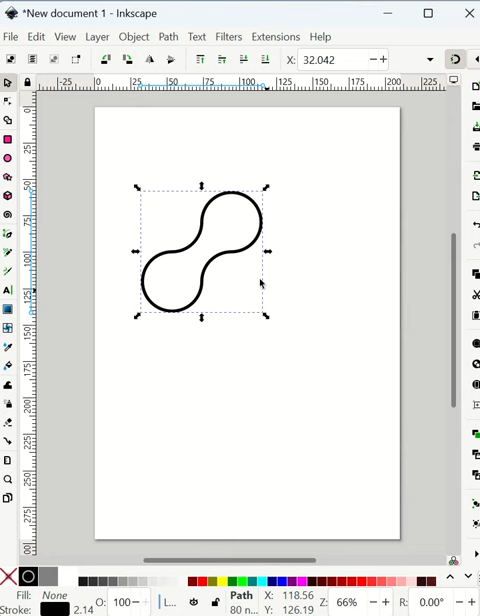 *New document 1 - Inkscape
File Edit View Layer Object Path Text Filters Extensions Help
X: 32.042
-25 0 25 50 75 100 125 150 175 200 225
0
25
50
75
100
125
150
175
200
225
250
275
Fill: None
Stroke: 2.14 O: 100 L... Path 80 n... X: 118.56 Y: 126.19 Z: 66% R: 0.00°